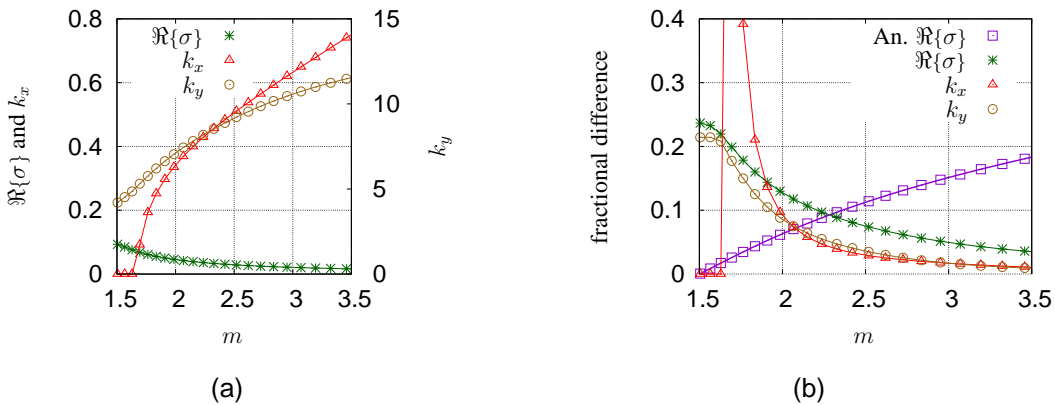 0.8
0.6
0.4
0.2
0
ℜ{σ} and k_x
ℜ{σ}
k_x
k_y
15
10
5
0
k_y
1.5 2 2.5 3 3.5
m
(a)
0.4
0.3
0.2
0.1
0
fractional difference
An. ℜ{σ}
ℜ{σ}
k_x
k_y
1.5 2 2.5 3 3.5
m
(b)